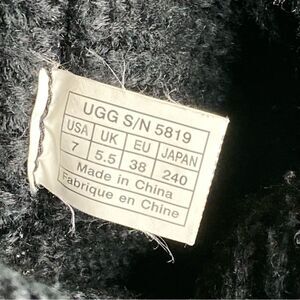 UGG S/N 5819
USA UK EU JAPAN
7 5.5 38 240
Made in China
Fabrique en Chine